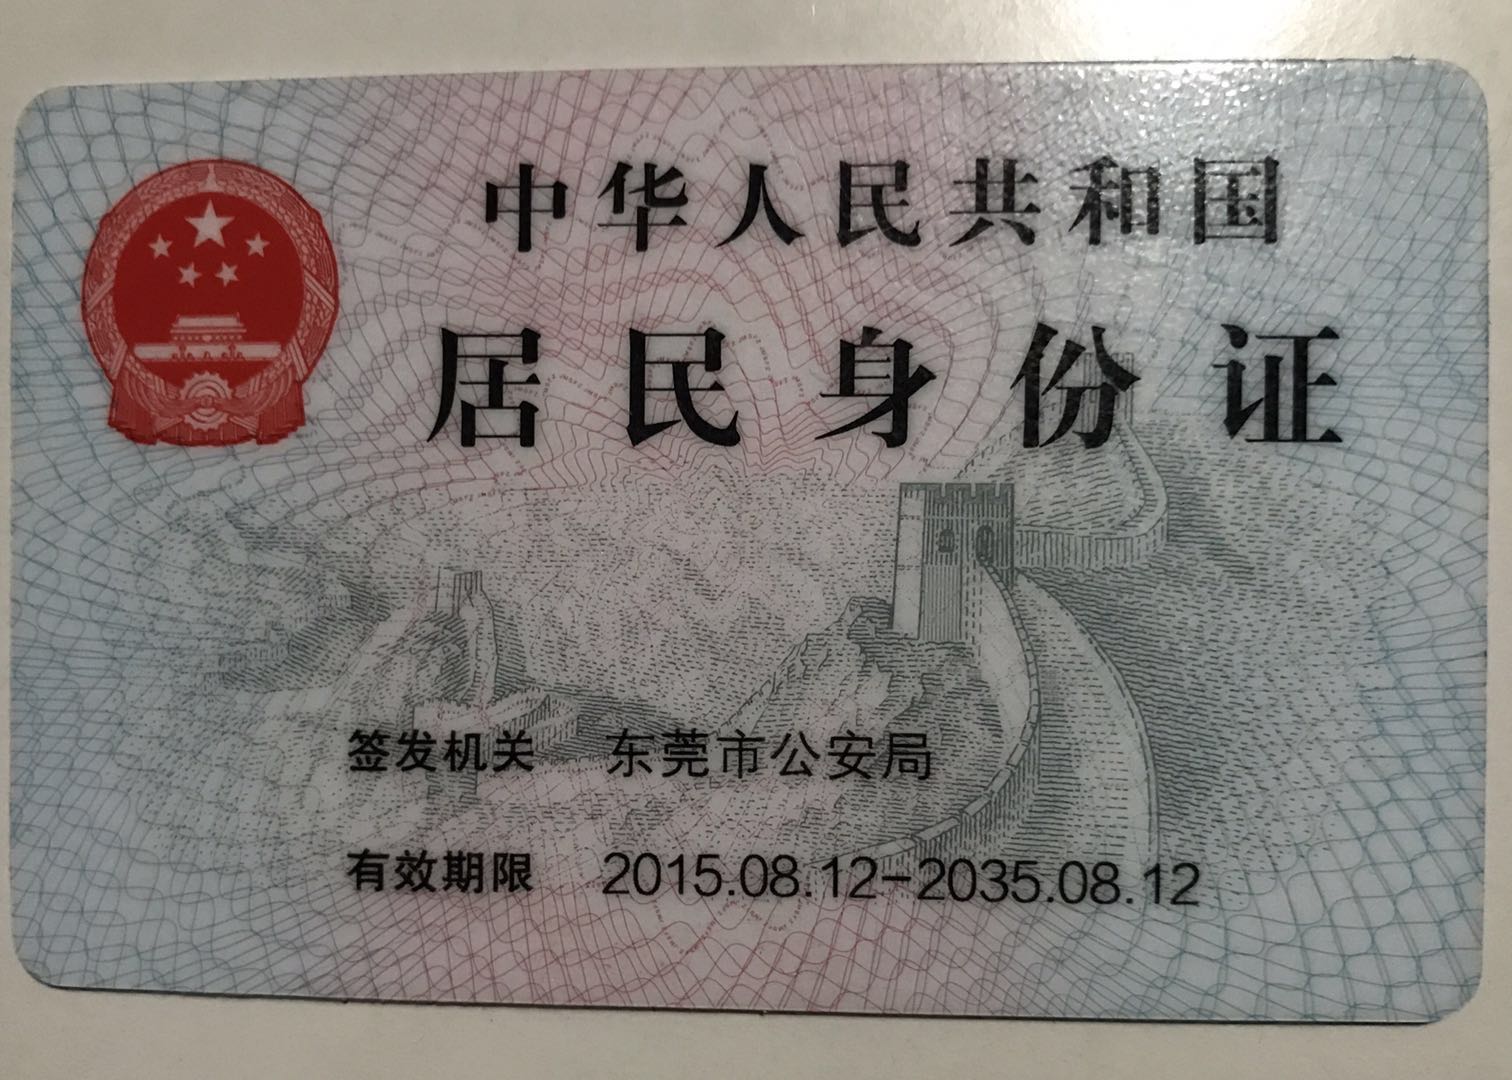 中华人民共和国
居民身份证
签发机关 东莞市公安局
有效期限 2015.08.12-2035.08.12